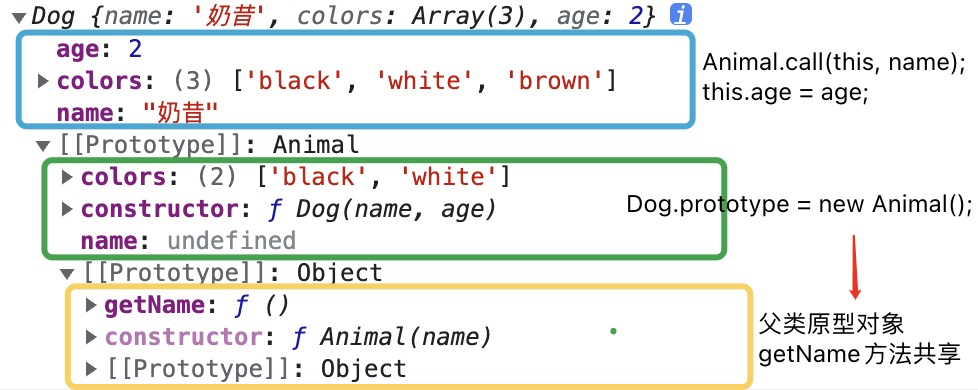 ▼Dog {name: '奶昔', colors: Array(3), age: 2} i
age: 2
▶colors: (3) ['black', 'white', 'brown']
name: "奶昔"
Animal.call(this, name);
this.age = age;
▼[[Prototype]]: Animal
▶colors: (2) ['black', 'white']
▶constructor: ƒ Dog(name, age)
name: undefined
Dog.prototype = new Animal();
▼[[Prototype]]: Object
▶getName: ƒ ()
▶constructor: ƒ Animal(name)
▶[[Prototype]]: Object
父类原型对象
getName方法共享